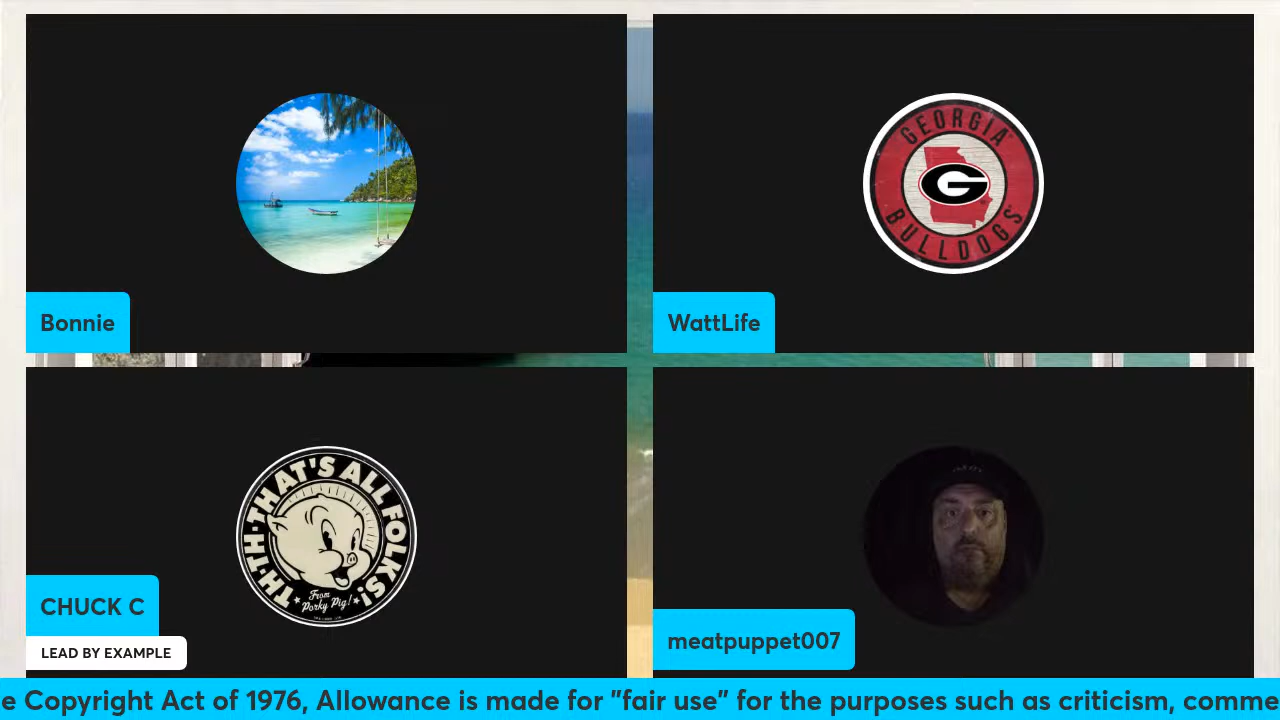 GEORGIA
G
BULLDOGS
Bonnie
WattLife
TH-TH-THAT'S ALL FOLKS!
From
Porky Pig!
CHUCK C
LEAD BY EXAMPLE
meatpuppet007
e Copyright Act of 1976, Allowance is made for "fair use" for the purposes such as criticism, comme